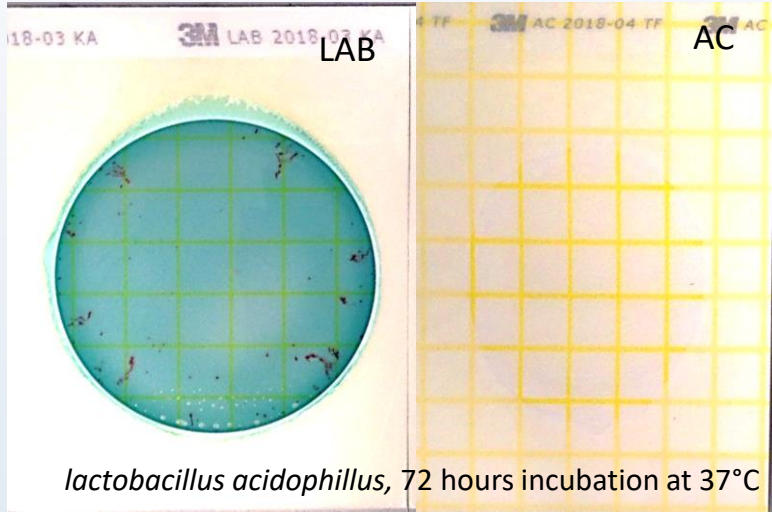 018-03 KA 3M LAB 2018-03 KA
LAB
4 TF 3M AC 2018-04 TF 3M AC
AC
lactobacillus acidophillus, 72 hours incubation at 37°C